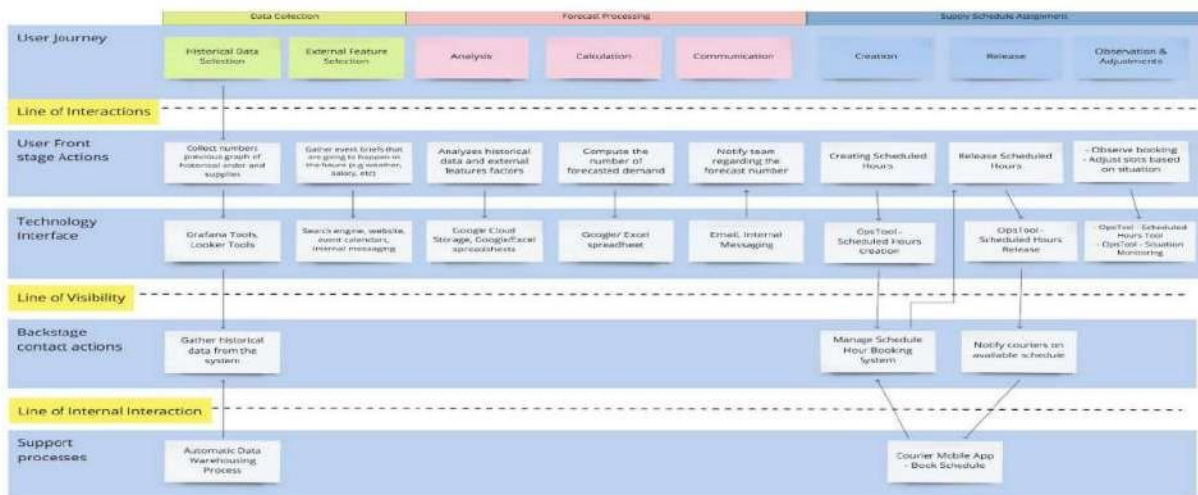 Data Collection
Forecast Processing
Supply Schedule Assignment
User Journey
Historical Data
Selection
External Feature
Selection
Analysis
Calculation
Communication
Creation
Release
Observation &
Adjustments
Line of Interactions
User Front
stage Actions
Collect numbers
previous graph of
historical order and
supplies
Gather event briefs that
are going to happen in
the future (e.g weather,
salary, etc)
Analyzes historical
data and external
features factors
Compute the
number of
forecasted demand
Notify team
regarding the
forecast number
Creating Scheduled
Hours
Release Scheduled
Hours
- Observe booking
- Adjust slots based
on situation
Technology
Interface
Grafana Tools,
Looker Tools
Search engine, website,
event calendars,
internal messaging
Google Cloud
Storage, Google/Excel
spreadsheets
Google/ Excel
spreadheet
Email, Internal
Messaging
OpsTool -
Scheduled Hours
Creation
OpsTool -
Scheduled Hours
Release
- OpsTool - Scheduled
Hours Tool
- OpsTool - Situation
Monitoring
Line of Visibility
Backstage
contact actions
Gather historical
data from the
system
Manage Schedule
Hour Booking
System
Notify couriers on
available schedule
Line of Internal Interaction
Support
processes
Automatic Data
Warehousing
Process
Courier Mobile App
- Book Schedule